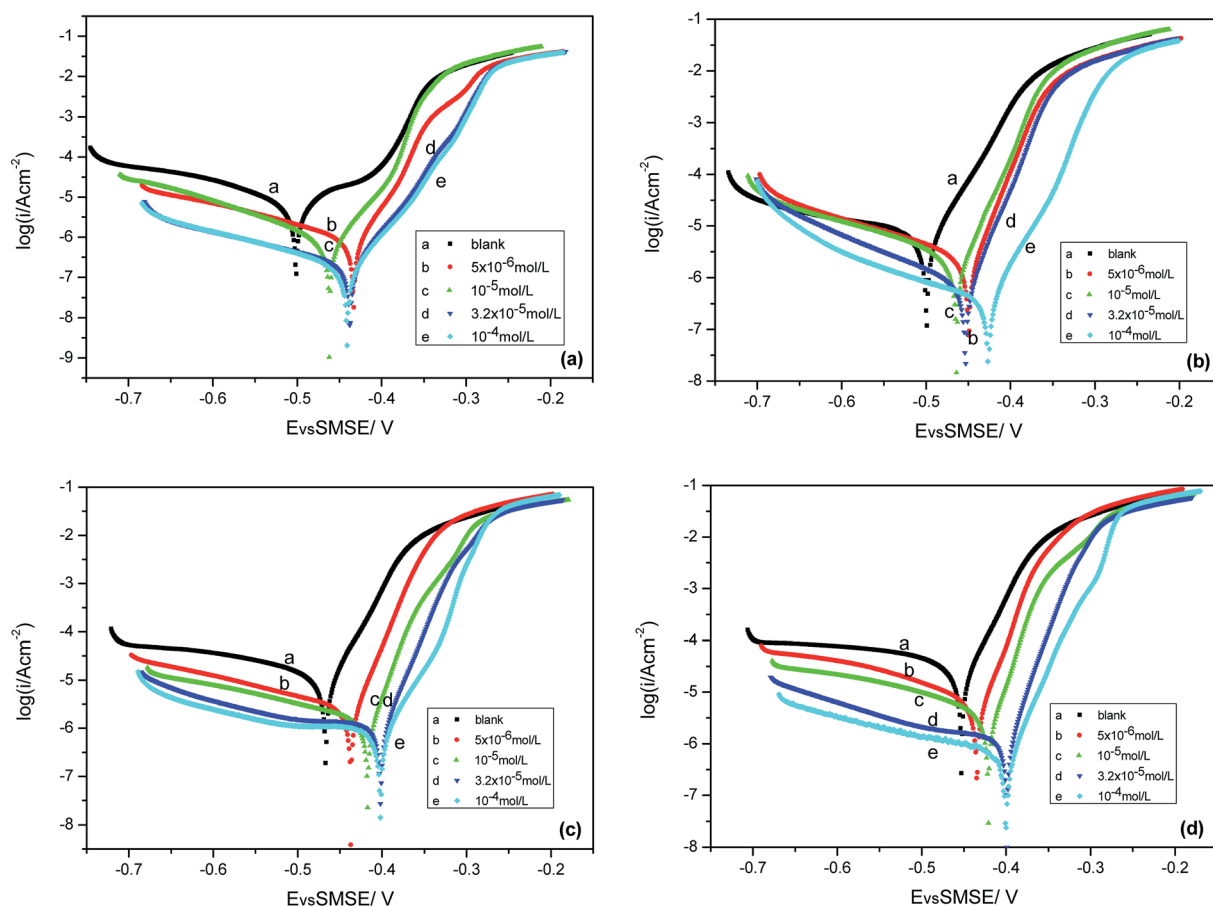 -1
-2
-3
-4
-5
-6
-7
-8
-9
log(i/Acm⁻²)
a
b
c
d
e
a blank
b 5x10⁻⁶mol/L
c 10⁻⁵mol/L
d 3.2x10⁻⁵mol/L
e 10⁻⁴mol/L
(a)
-0.7 -0.6 -0.5 -0.4 -0.3 -0.2
EvsSMSE/ V
-1
-2
-3
-4
-5
-6
-7
-8
log(i/Acm⁻²)
a
d
e
c
b
a blank
b 5x10⁻⁶mol/L
c 10⁻⁵mol/L
d 3.2x10⁻⁵mol/L
e 10⁻⁴mol/L
(b)
-0.7 -0.6 -0.5 -0.4 -0.3 -0.2
EvsSMSE/ V
-1
-2
-3
-4
-5
-6
-7
-8
log(i/Acm⁻²)
a
b
c d
e
a blank
b 5x10⁻⁶mol/L
c 10⁻⁵mol/L
d 3.2x10⁻⁵mol/L
e 10⁻⁴mol/L
(c)
-0.7 -0.6 -0.5 -0.4 -0.3 -0.2
EvsSMSE/ V
-1
-2
-3
-4
-5
-6
-7
-8
log(i/Acm⁻²)
a
b
c
d
e
a blank
b 5x10⁻⁶mol/L
c 10⁻⁵mol/L
d 3.2x10⁻⁵mol/L
e 10⁻⁴mol/L
(d)
-0.7 -0.6 -0.5 -0.4 -0.3 -0.2
EvsSMSE/ V